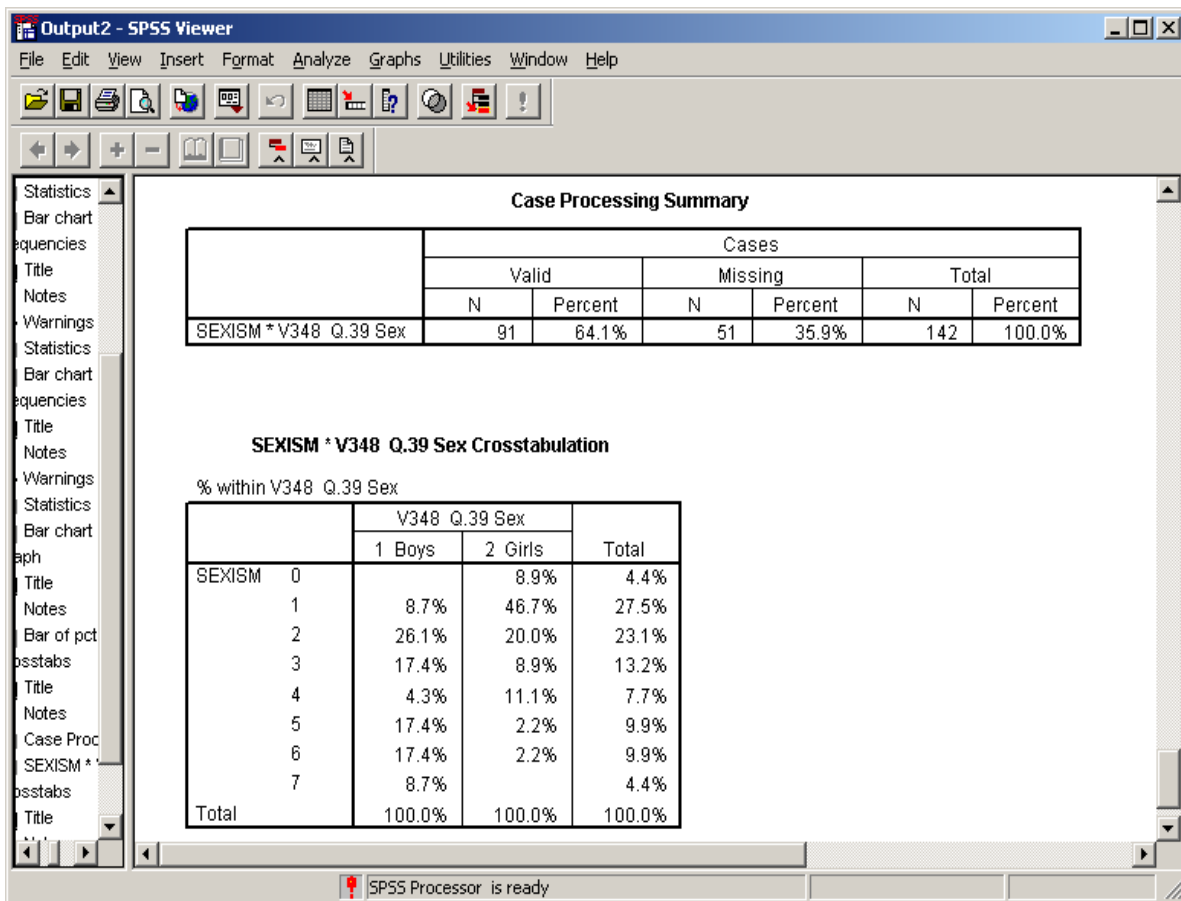 SPSS
Output2 - SPSS Viewer
File Edit View Insert Format Analyze Graphs Utilities Window Help
Statistics
Bar chart
equencies
Title
Notes
Warnings
Statistics
Bar chart
equencies
Title
Notes
Warnings
Statistics
Bar chart
aph
Title
Notes
Bar of pct
osstabs
Title
Notes
Case Proc
SEXISM * '
osstabs
Title
Case Processing Summary
Cases
Valid Missing Total
N Percent N Percent N Percent
SEXISM * V348 Q.39 Sex 91 64.1% 51 35.9% 142 100.0%
SEXISM * V348 Q.39 Sex Crosstabulation
% within V348 Q.39 Sex
V348 Q.39 Sex
1 Boys 2 Girls Total
SEXISM 0 8.9% 4.4%
1 8.7% 46.7% 27.5%
2 26.1% 20.0% 23.1%
3 17.4% 8.9% 13.2%
4 4.3% 11.1% 7.7%
5 17.4% 2.2% 9.9%
6 17.4% 2.2% 9.9%
7 8.7% 4.4%
Total 100.0% 100.0% 100.0%
SPSS Processor is ready